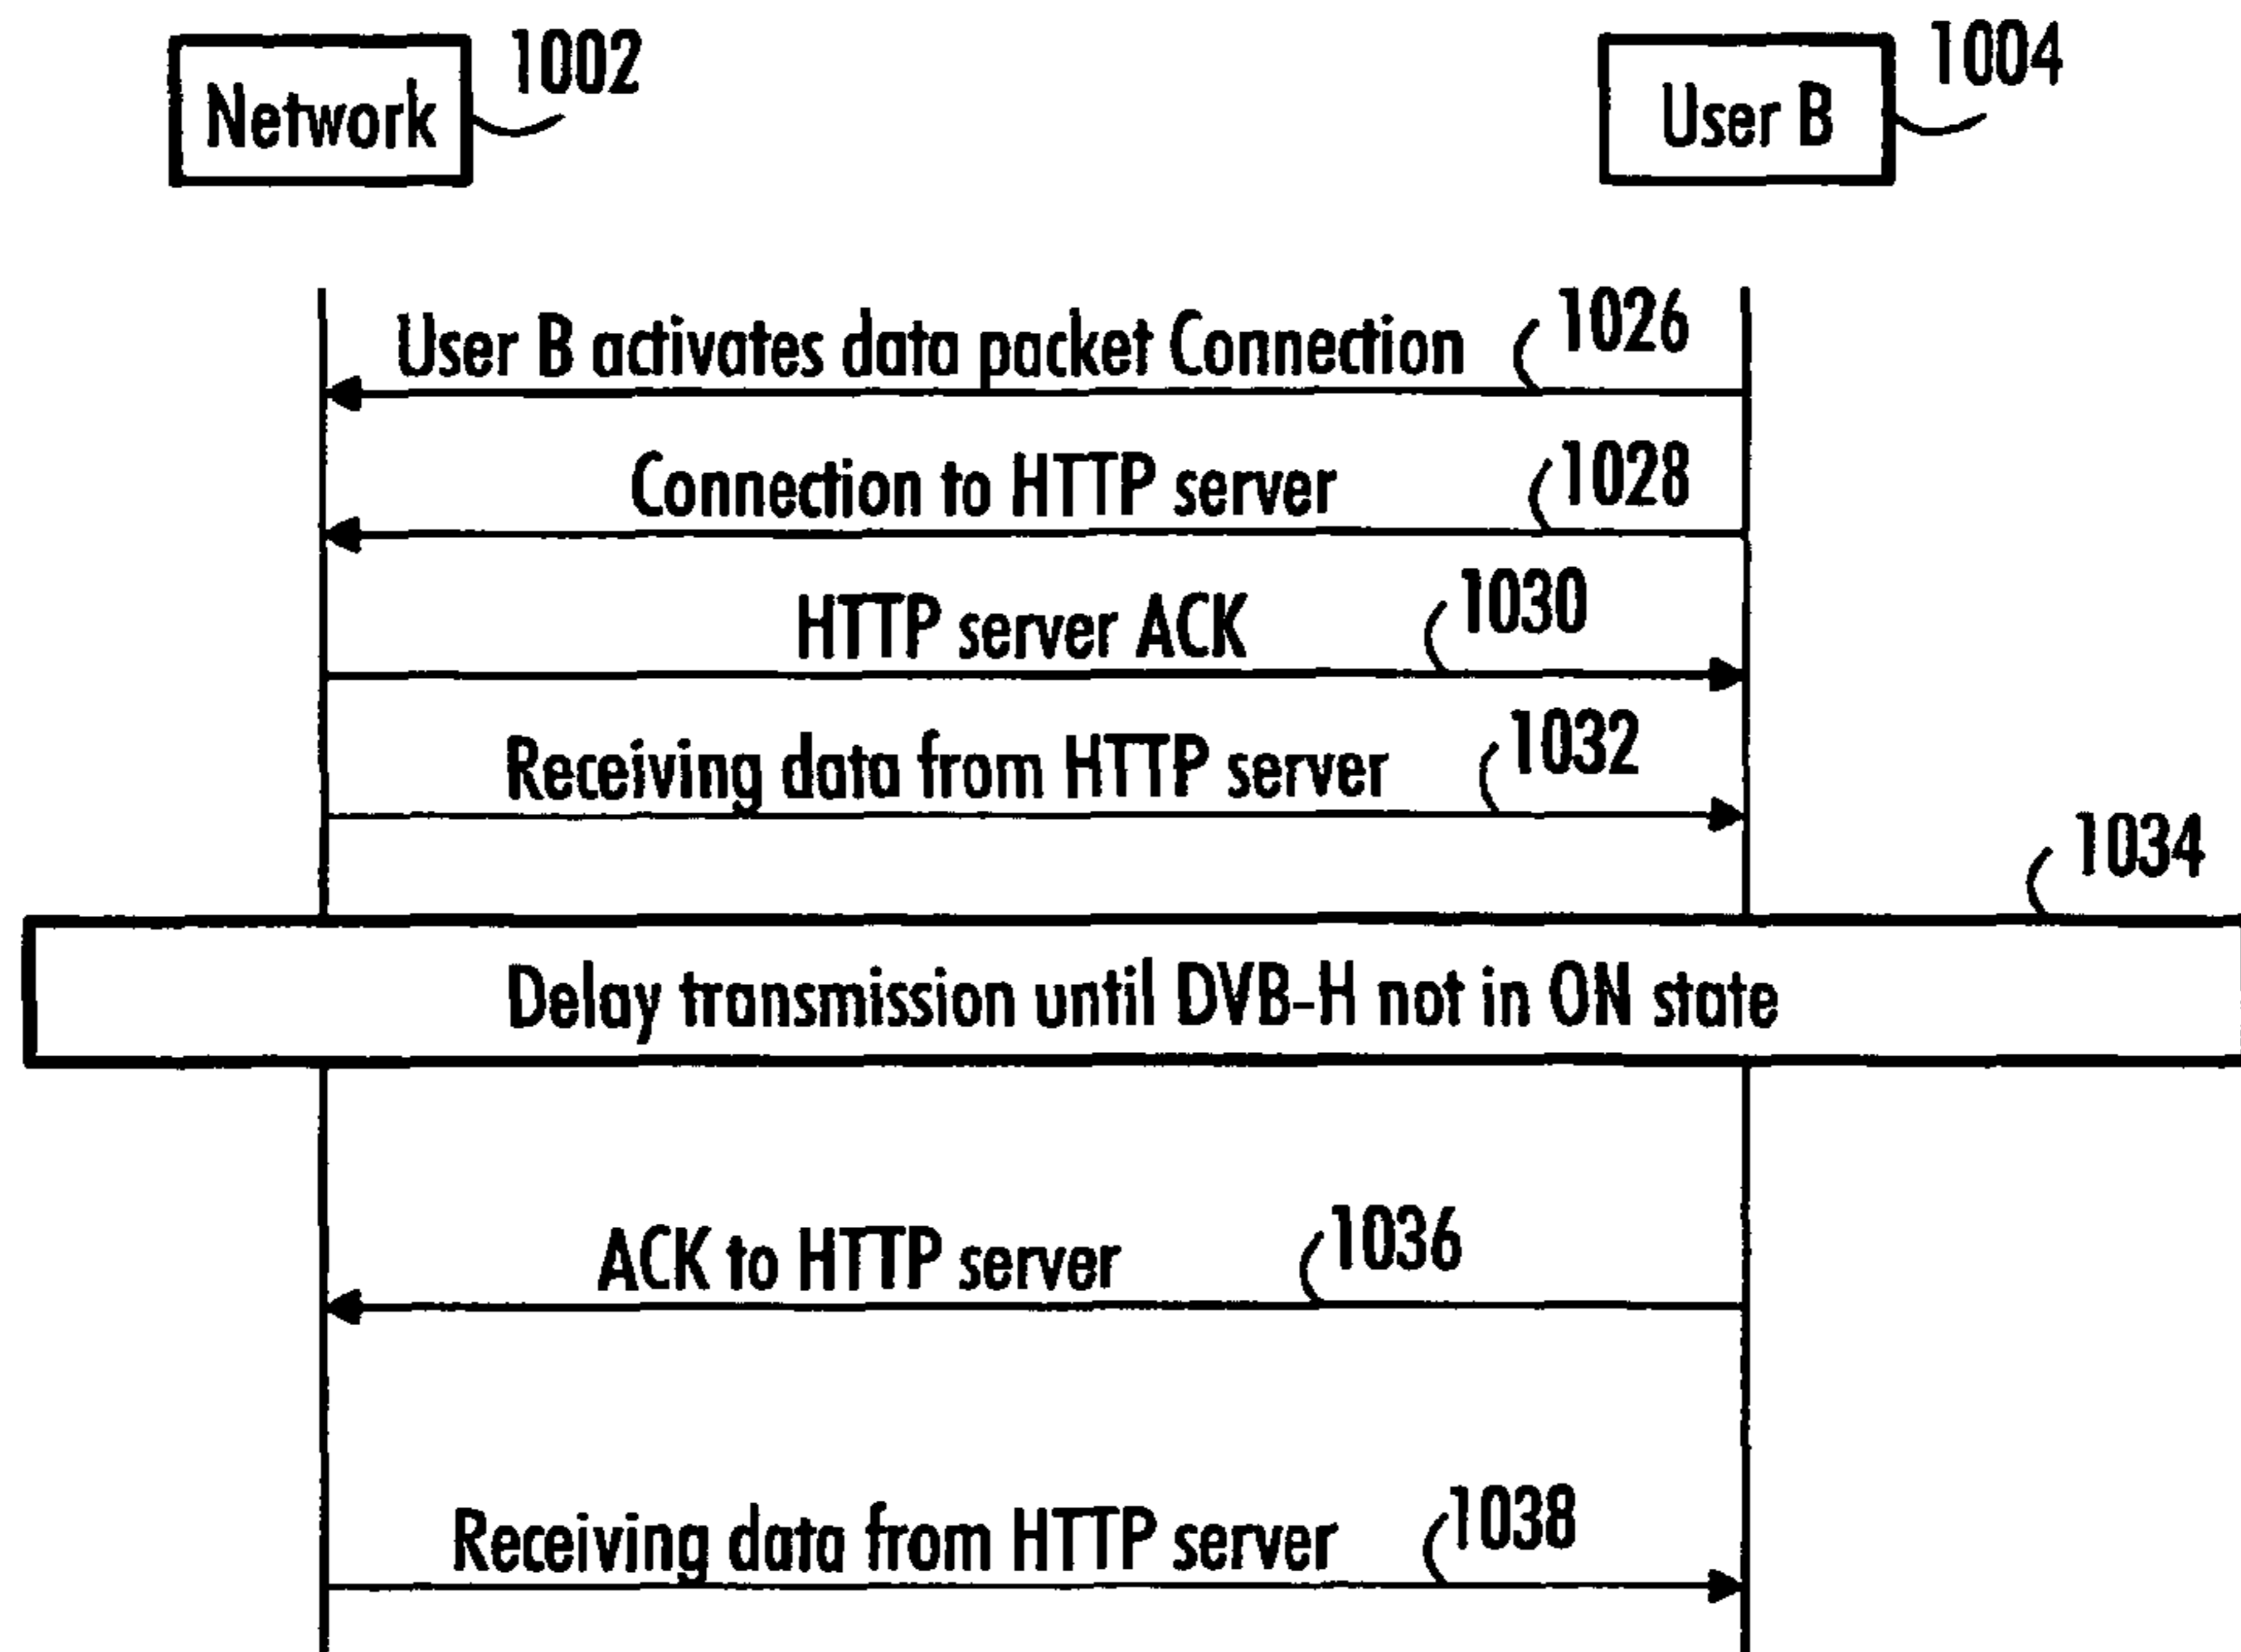 Network
1002
User B
1004
User B activates data packet Connection
1026
Connection to HTTP server
1028
HTTP server ACK
1030
Receiving data from HTTP server
1032
1034
Delay transmission until DVB-H not in ON state
ACK to HTTP server
1036
Receiving data from HTTP server
1038